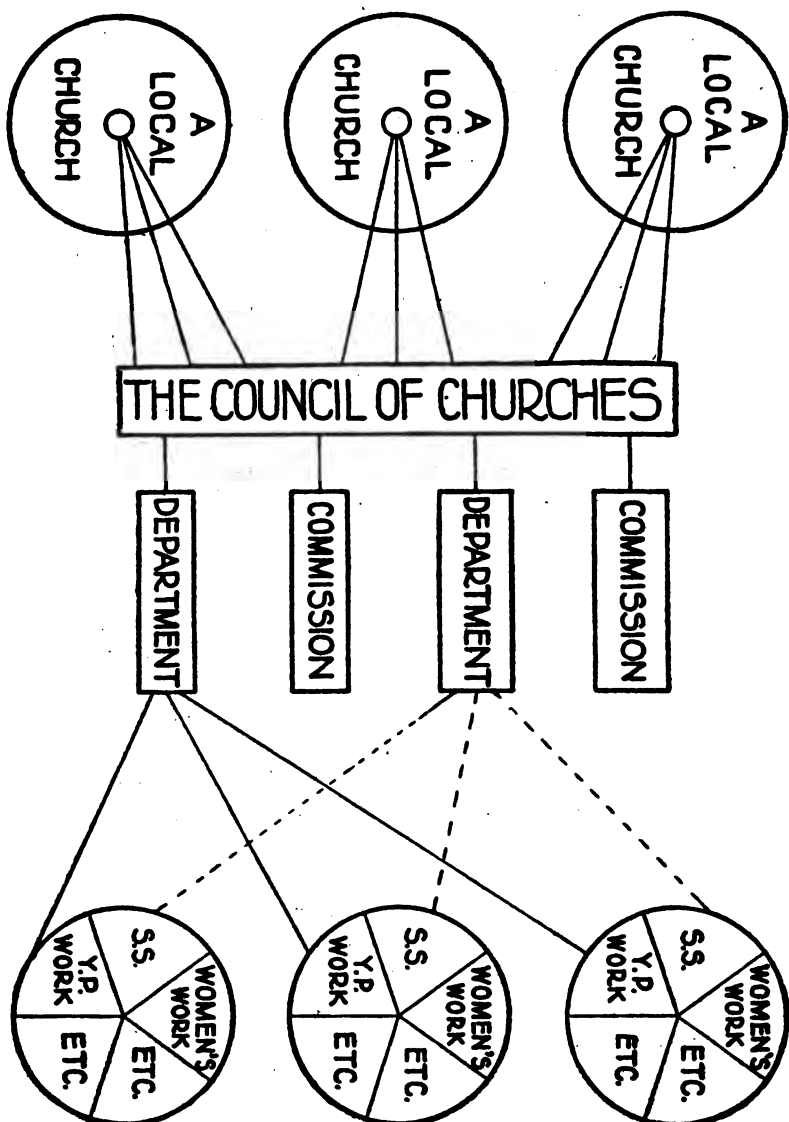 A
LOCAL
CHURCH
A
LOCAL
CHURCH
A
LOCAL
CHURCH
THE COUNCIL OF CHURCHES
DEPARTMENT
COMMISSION
DEPARTMENT
COMMISSION
S.S.
WOMEN'S
WORK
Y.P.
WORK
ETC.
ETC.
S.S.
WOMEN'S
WORK
Y.P.
WORK
ETC.
ETC.
S.S.
WOMEN'S
WORK
Y.P.
WORK
ETC.
ETC.